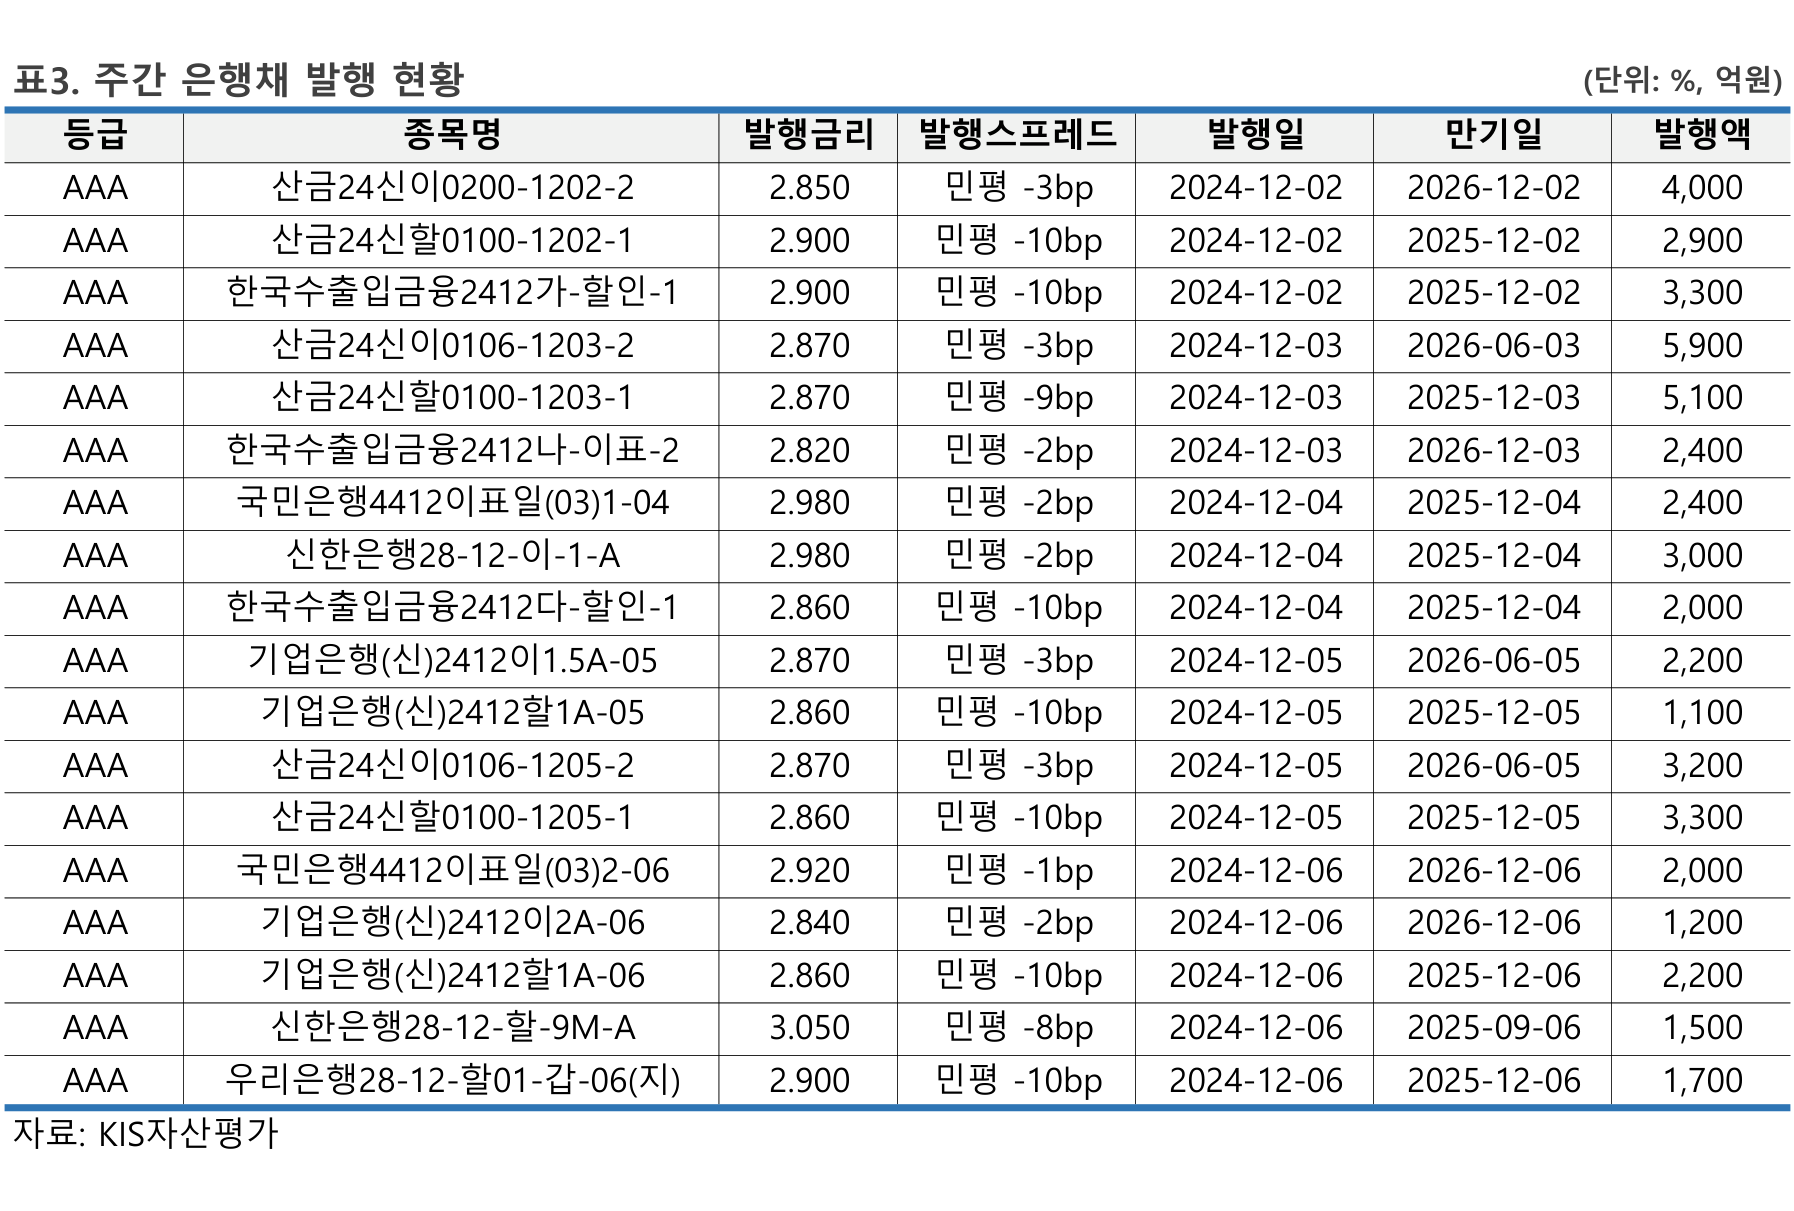 표3. 주간 은행채 발행 현황 (단위: %, 억원)
등급 종목명 발행금리 발행스프레드 발행일 만기일 발행액
AAA 산금24신이0200-1202-2 2.850 민평 -3bp 2024-12-02 2026-12-02 4,000
AAA 산금24신할0100-1202-1 2.900 민평 -10bp 2024-12-02 2025-12-02 2,900
AAA 한국수출입금융2412가-할인-1 2.900 민평 -10bp 2024-12-02 2025-12-02 3,300
AAA 산금24신이0106-1203-2 2.870 민평 -3bp 2024-12-03 2026-06-03 5,900
AAA 산금24신할0100-1203-1 2.870 민평 -9bp 2024-12-03 2025-12-03 5,100
AAA 한국수출입금융2412나-이표-2 2.820 민평 -2bp 2024-12-03 2026-12-03 2,400
AAA 국민은행4412이표일(03)1-04 2.980 민평 -2bp 2024-12-04 2025-12-04 2,400
AAA 신한은행28-12-이-1-A 2.980 민평 -2bp 2024-12-04 2025-12-04 3,000
AAA 한국수출입금융2412다-할인-1 2.860 민평 -10bp 2024-12-04 2025-12-04 2,000
AAA 기업은행(신)2412이1.5A-05 2.870 민평 -3bp 2024-12-05 2026-06-05 2,200
AAA 기업은행(신)2412할1A-05 2.860 민평 -10bp 2024-12-05 2025-12-05 1,100
AAA 산금24신이0106-1205-2 2.870 민평 -3bp 2024-12-05 2026-06-05 3,200
AAA 산금24신할0100-1205-1 2.860 민평 -10bp 2024-12-05 2025-12-05 3,300
AAA 국민은행4412이표일(03)2-06 2.920 민평 -1bp 2024-12-06 2026-12-06 2,000
AAA 기업은행(신)2412이2A-06 2.840 민평 -2bp 2024-12-06 2026-12-06 1,200
AAA 기업은행(신)2412할1A-06 2.860 민평 -10bp 2024-12-06 2025-12-06 2,200
AAA 신한은행28-12-할-9M-A 3.050 민평 -8bp 2024-12-06 2025-09-06 1,500
AAA 우리은행28-12-할01-갑-06(지) 2.900 민평 -10bp 2024-12-06 2025-12-06 1,700
자료: KIS자산평가